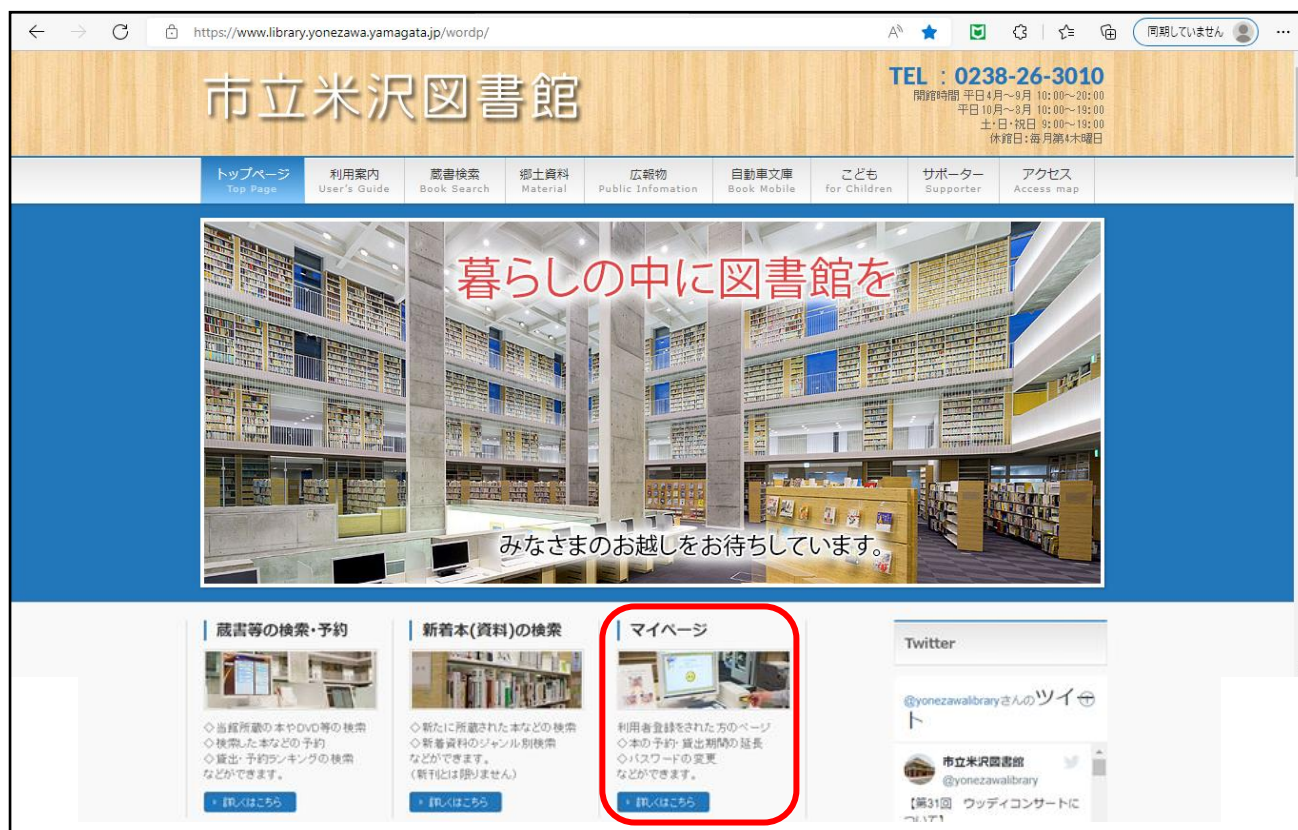 https://www.library.yonezawa.yamagata.jp/wordp/
同期していません
市立米沢図書館
TEL : 0238-26-3010
開館時間 平日4月～9月 10:00～20:00
平日10月～3月 10:00～19:00
土・日・祝日 9:00～19:00
休館日：毎月第4木曜日
トップページ 利用案内 蔵書検索 郷土資料 広報物 自動車文庫 こども サポーター アクセス
Top Page User's Guide Book Search Material Public Infomation Book Mobile for Children Supporter Access map
暮らしの中に図書館を
みなさまのお越しをお待ちしています。
蔵書等の検索・予約
◇当館所蔵の本やDVD等の検索
◇検索した本などの予約
◇貸出・予約ランキングの検索
などができます。
詳しくはこちら
新着本(資料)の検索
◇新たに所蔵された本などの検索
◇新着資料のジャンル別検索
などができます。
(新刊とは限りません)
詳しくはこちら
マイページ
利用者登録をされた方のページ
◇本の予約・貸出期間の延長
◇パスワードの変更
などができます。
詳しくはこちら
Twitter
@yonezawalibraryさんのツイー
ト
市立米沢図書館
@yonezawalibrary
【第31回 ウッディコンサートに
ついて】